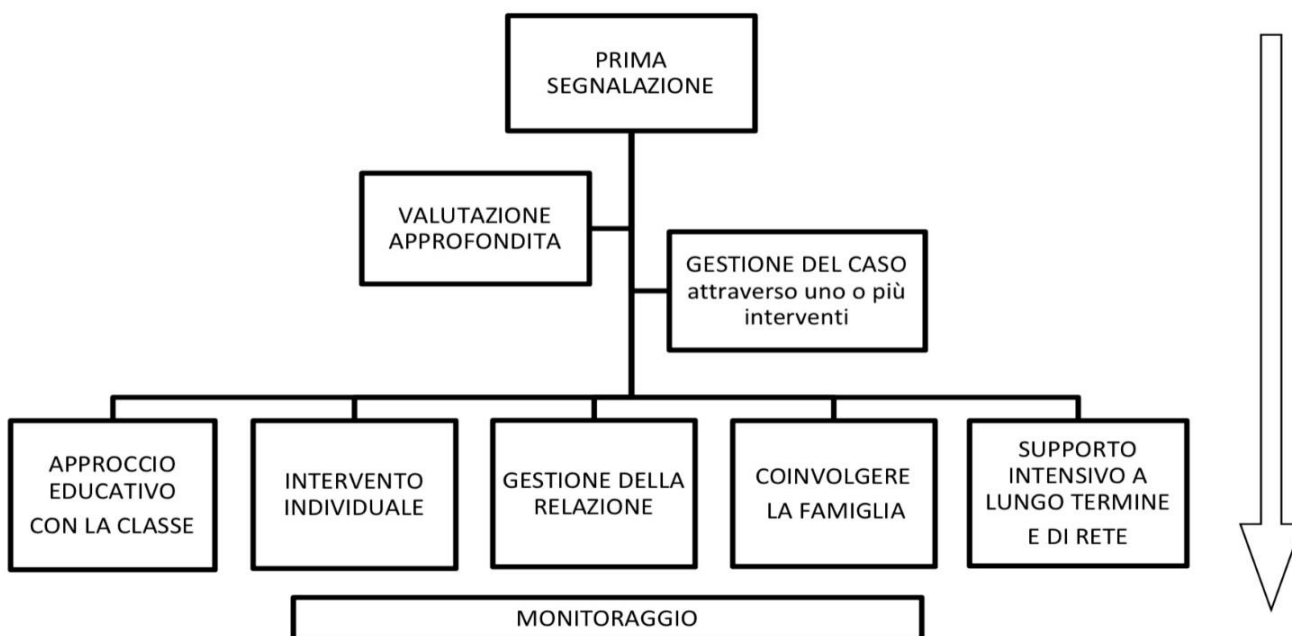 PRIMA
SEGNALAZIONE
VALUTAZIONE
APPROFONDITA
GESTIONE DEL CASO
attraverso uno o più
interventi
APPROCCIO
EDUCATIVO
CON LA CLASSE
INTERVENTO
INDIVIDUALE
GESTIONE DELLA
RELAZIONE
COINVOLGERE
LA FAMIGLIA
SUPPORTO
INTENSIVO A
LUNGO TERMINE
E DI RETE
MONITORAGGIO